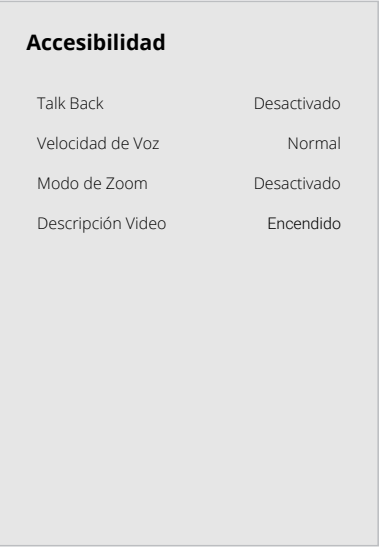 Accesibilidad
Talk Back Desactivado
Velocidad de Voz Normal
Modo de Zoom Desactivado
Descripción Video Encendido